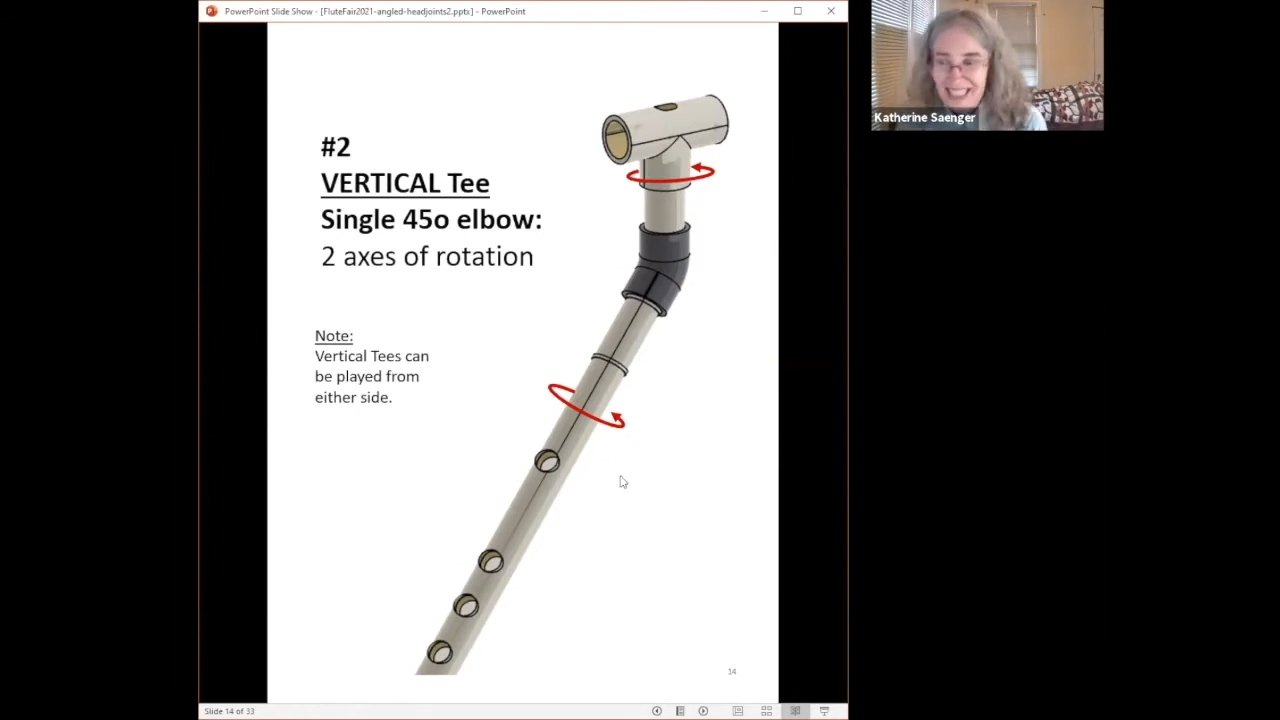 PowerPoint Slide Show - [FluteFair2021-angled-headjoints2.pptx] - PowerPoint
#2
VERTICAL Tee
Single 45o elbow:
2 axes of rotation
Note:
Vertical Tees can
be played from
either side.
14
Slide 14 of 33
Katherine Saenger